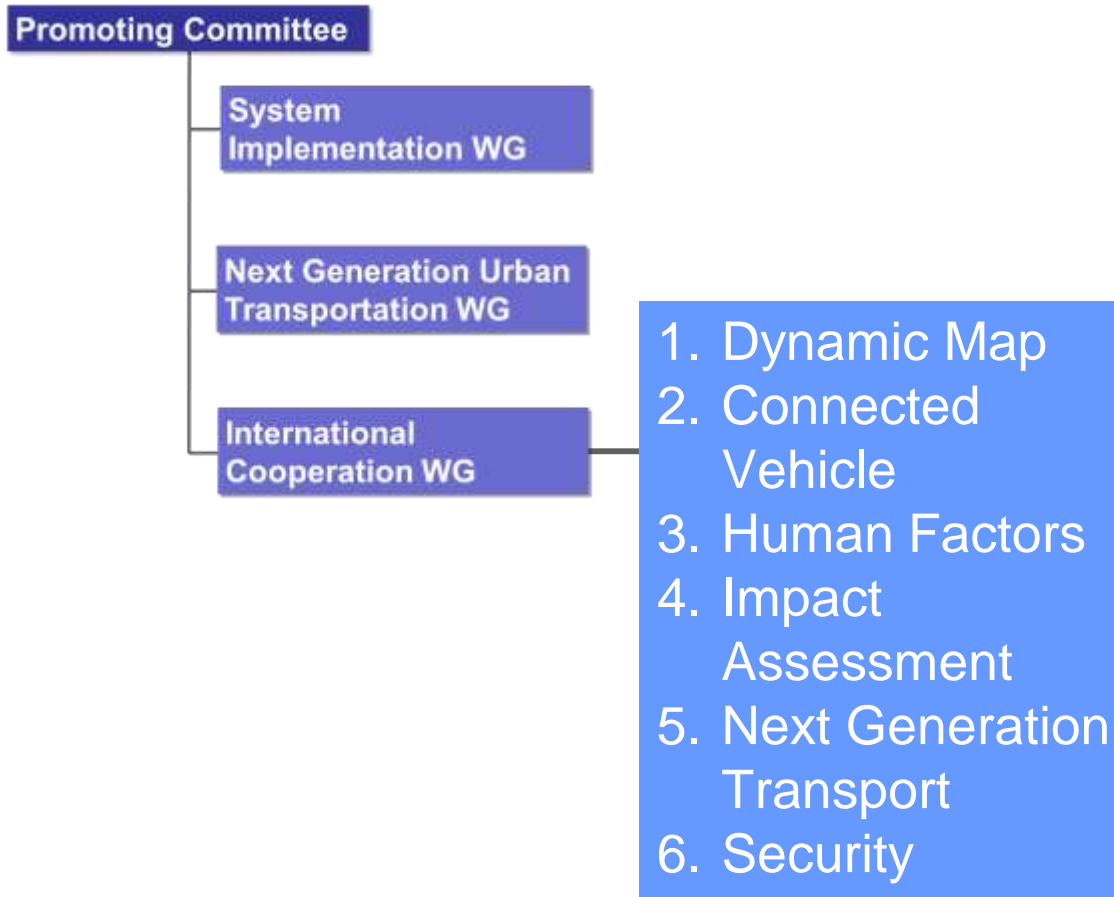 Promoting Committee
System
Implementation WG
Next Generation Urban
Transportation WG
International
Cooperation WG
1. Dynamic Map
2. Connected
Vehicle
3. Human Factors
4. Impact
Assessment
5. Next Generation
Transport
6. Security